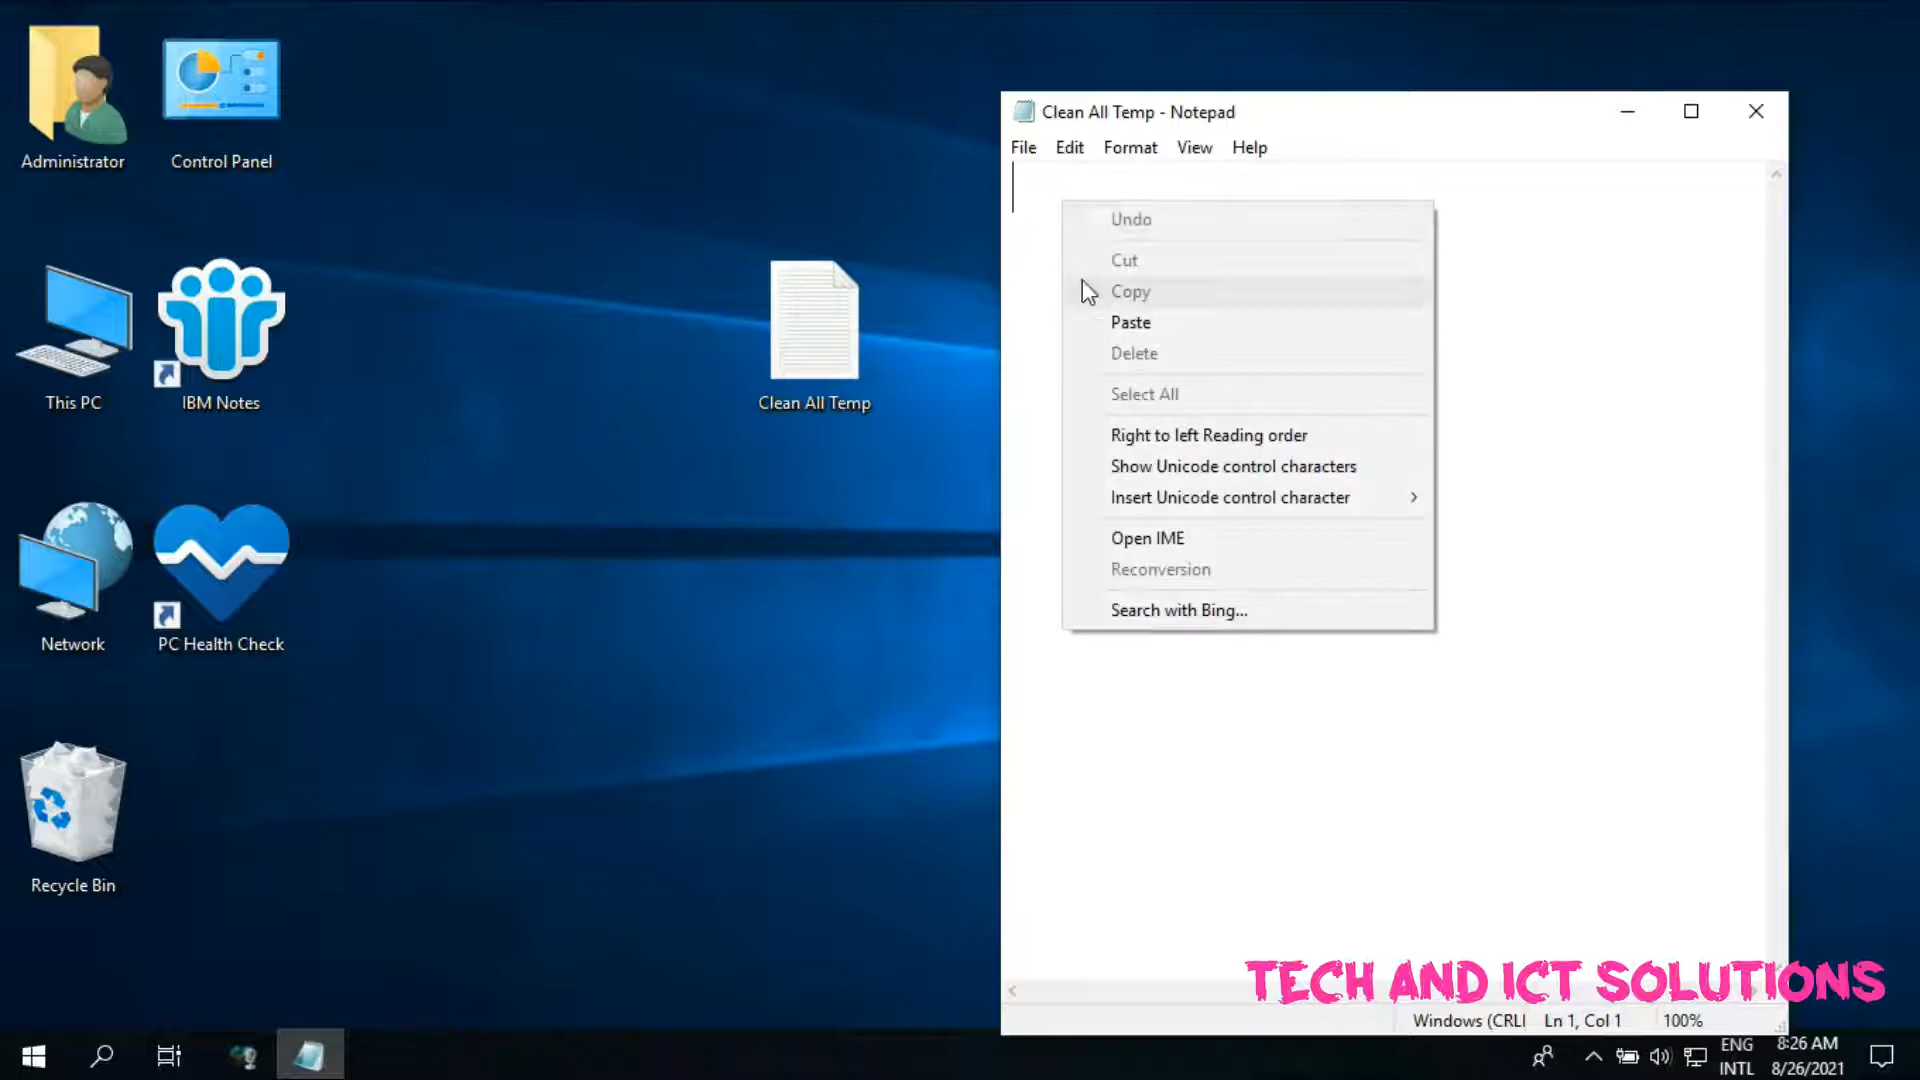 Administrator
Control Panel
This PC
IBM Notes
Network
PC Health Check
Recycle Bin
Clean All Temp
Clean All Temp - Notepad
File Edit Format View Help
Undo
Cut
Copy
Paste
Delete
Select All
Right to left Reading order
Show Unicode control characters
Insert Unicode control character
Open IME
Reconversion
Search with Bing...
TECH AND ICT SOLUTIONS
Windows (CRLI Ln 1, Col 1 100%
ENG
INTL
8:26 AM
8/26/2021